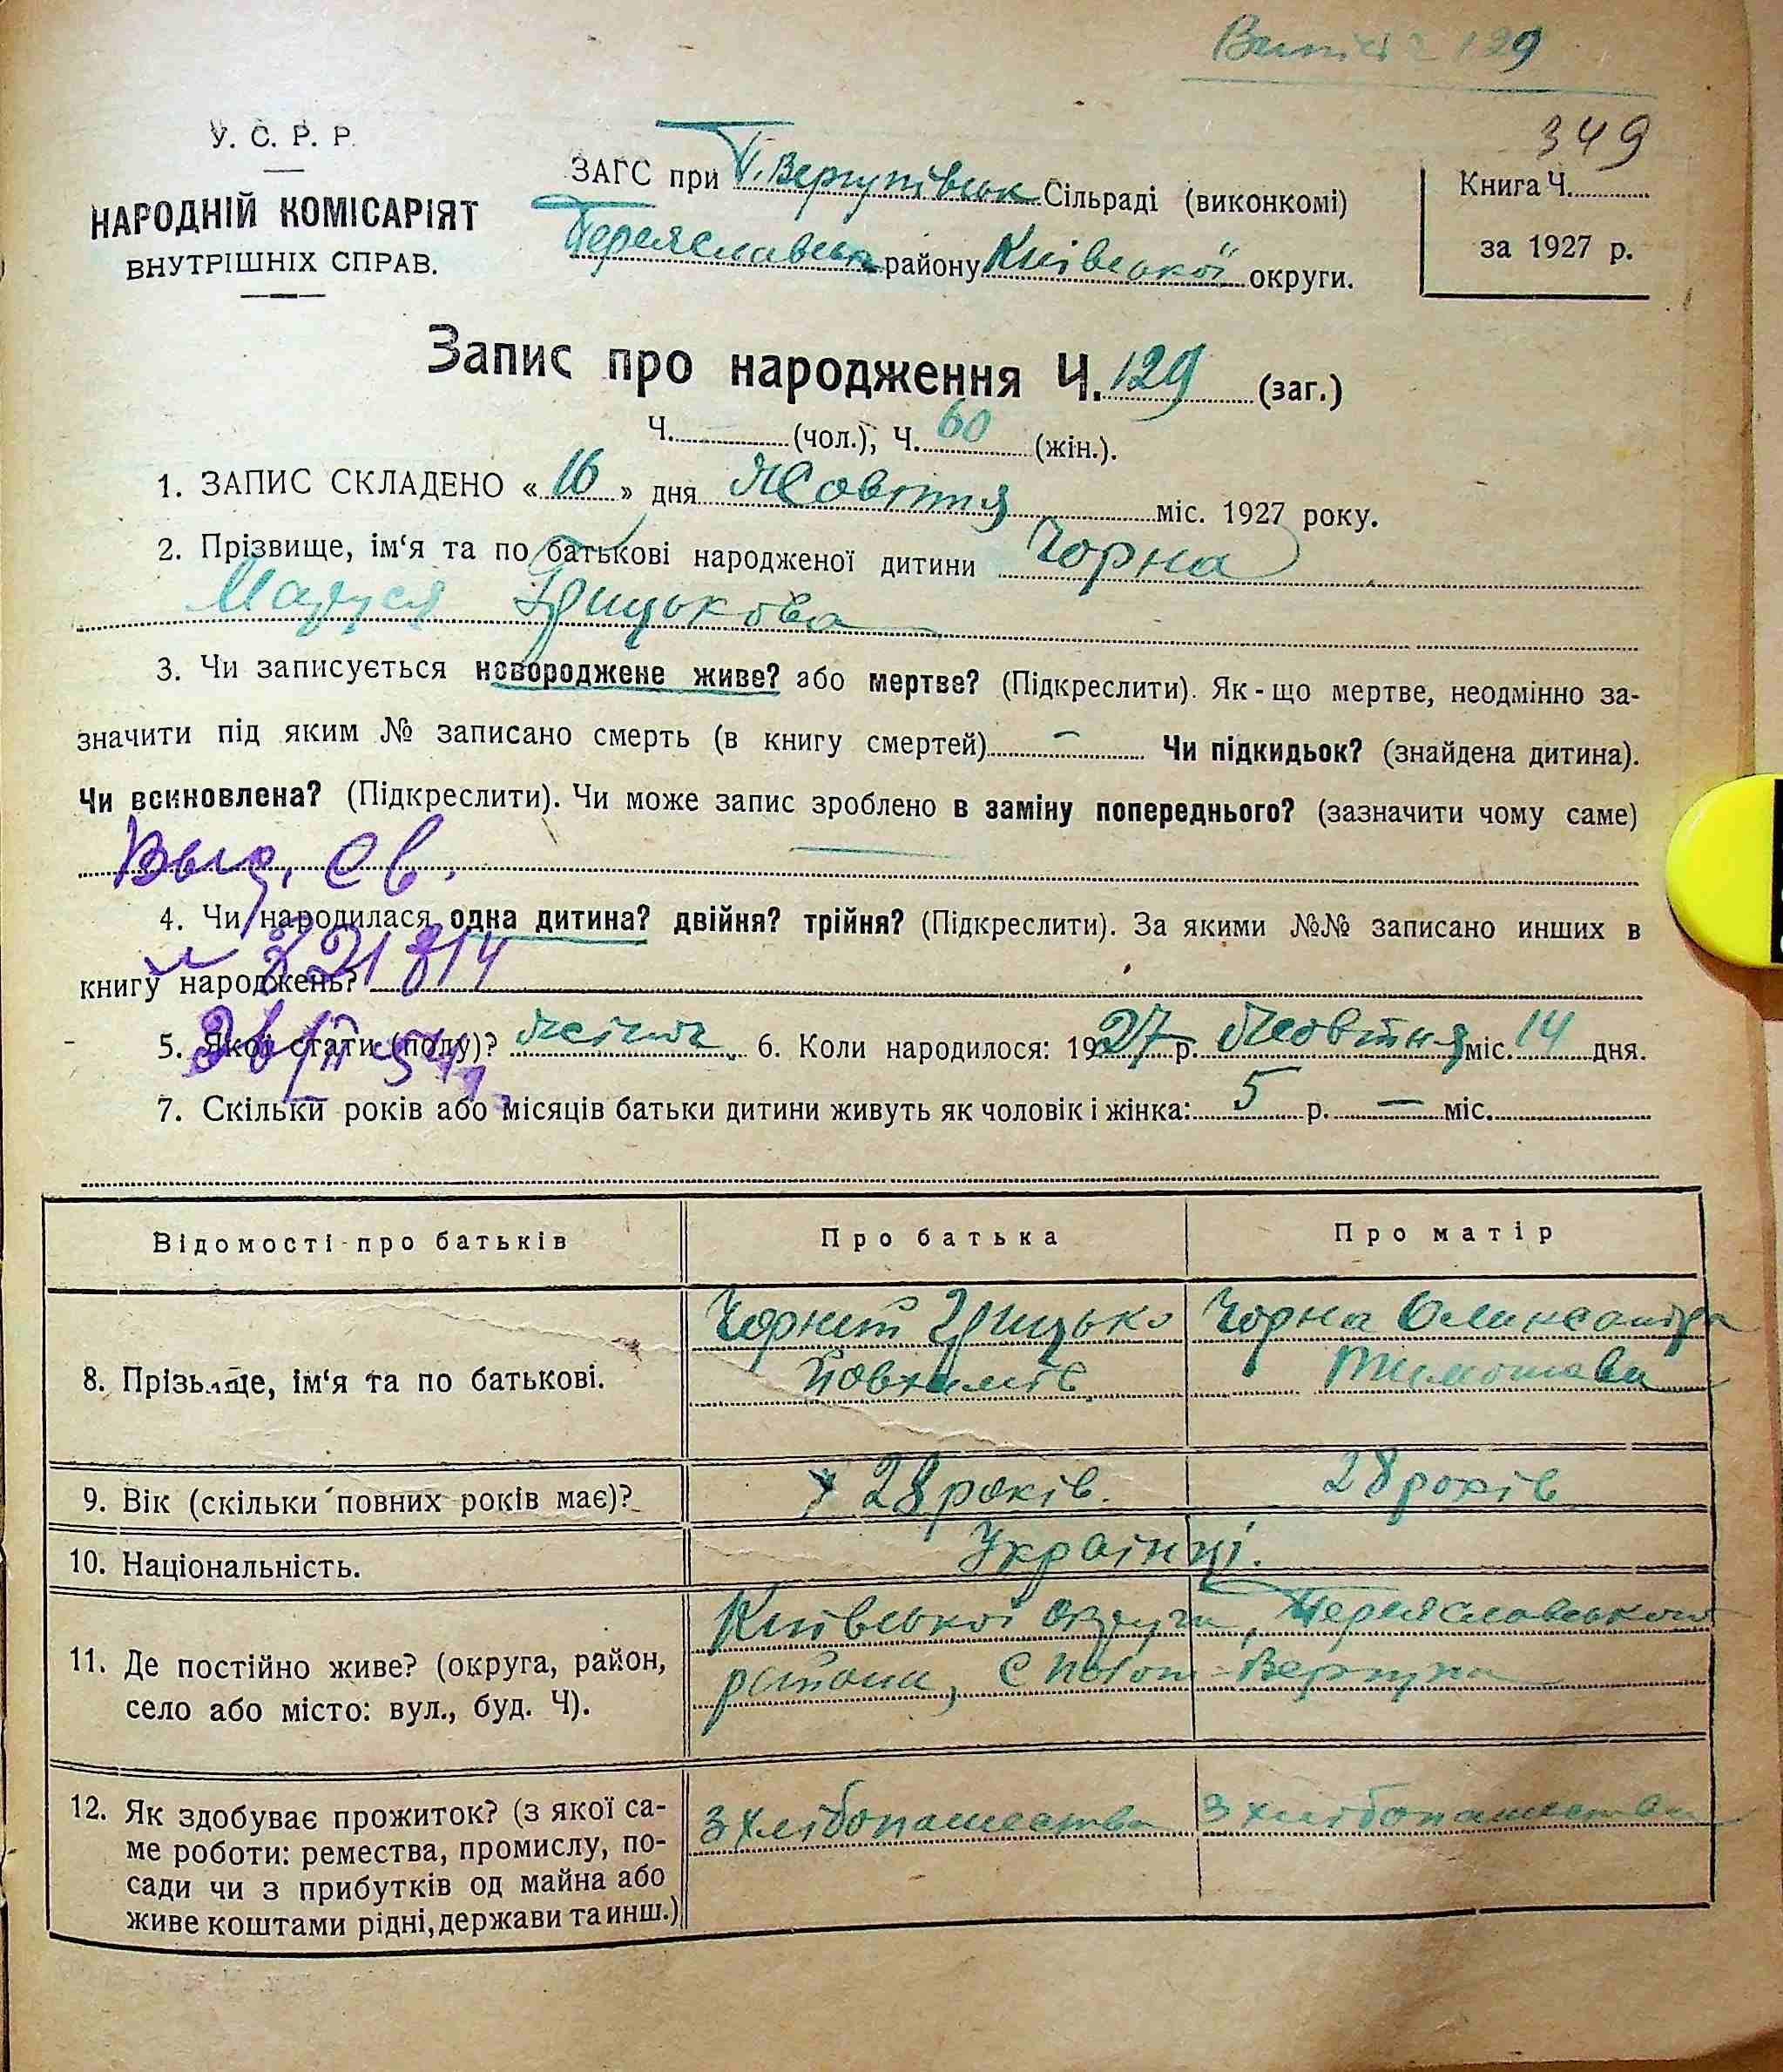 129
349
У. С. Р. Р.
НАРОДНІЙ КОМІСАРІЯТ
ВНУТРІШНІХ СПРАВ.
ЗАГС при П. Вергунівськ Сільраді (виконкомі)
Переяславськ району Київської округи.
Книга Ч.
за 1927 р.
Запис про народження Ч. 129 (заг.)
Ч. (чол.), Ч. 60 (жін.).
1. ЗАПИС СКЛАДЕНО «16» дня Жовтня міс. 1927 року.
2. Прізвище, ім‘я та по батькові народженої дитини Чорна
Маруся Грицькова
3. Чи записується новороджене живе? або мертве? (Підкреслити). Як-що мертве, неодмінно за-
значити під яким № записано смерть (в книгу смертей) — Чи підкидьок? (знайдена дитина).
Чи всиновлена? (Підкреслити). Чи може запис зроблено в заміну попереднього? (зазначити чому саме)
Выд. св.
4. Чи народилася одна дитина? двійня? трійня? (Підкреслити). За якими №№ записано инших в
книгу народжень?
5. Якої стати (полу)? жіноч. 6. Коли народилося: 1927 р. Жовтня міс. 14 дня.
7. Скільки років або місяців батьки дитини живуть як чоловік і жінка: 5 р. — міс.
Відомості про батьків
Про батька
Про матір
8. Прізвище, ім‘я та по батькові.
Чорний Грицько
Чорна Олександра
Тимошова
9. Вік (скільки повних років має)?
28 років.
28 років
10. Національність.
Українці.
11. Де постійно живе? (округа, район,
село або місто: вул., буд. Ч).
Київської округи, Переяславського
району, с
12. Як здобуває прожиток? (з якої са-
ме роботи: ремества, промислу, по-
сади чи з прибутків од майна або
живе коштами рідні, держави та инш.)
З хлібопашества
З хлібопашества